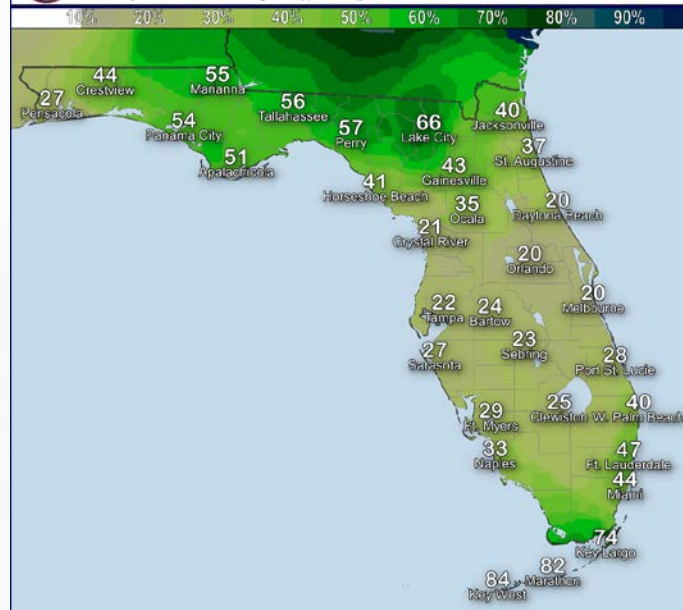 10% 20% 30% 40% 50% 60% 70% 80% 90%
44
Crestview
55
Marianna
27
Pensacola
56
Tallahassee
54
Panama City
57
Perry
66
Lake City
40
Jacksonville
51
Apalachicola
37
St. Augustine
43
Gainesville
41
Horseshoe Beach
35
Ocala
20
Daytona Beach
21
Crystal River
20
Orlando
20
Melbourne
22
Tampa
24
Bartow
23
Sebring
27
Sarasota
28
Port St. Lucie
25
Clewiston
40
W. Palm Beach
29
Ft. Myers
33
Naples
47
Ft. Lauderdale
44
Miami
74
Key Largo
82
Marathon
84
Key West